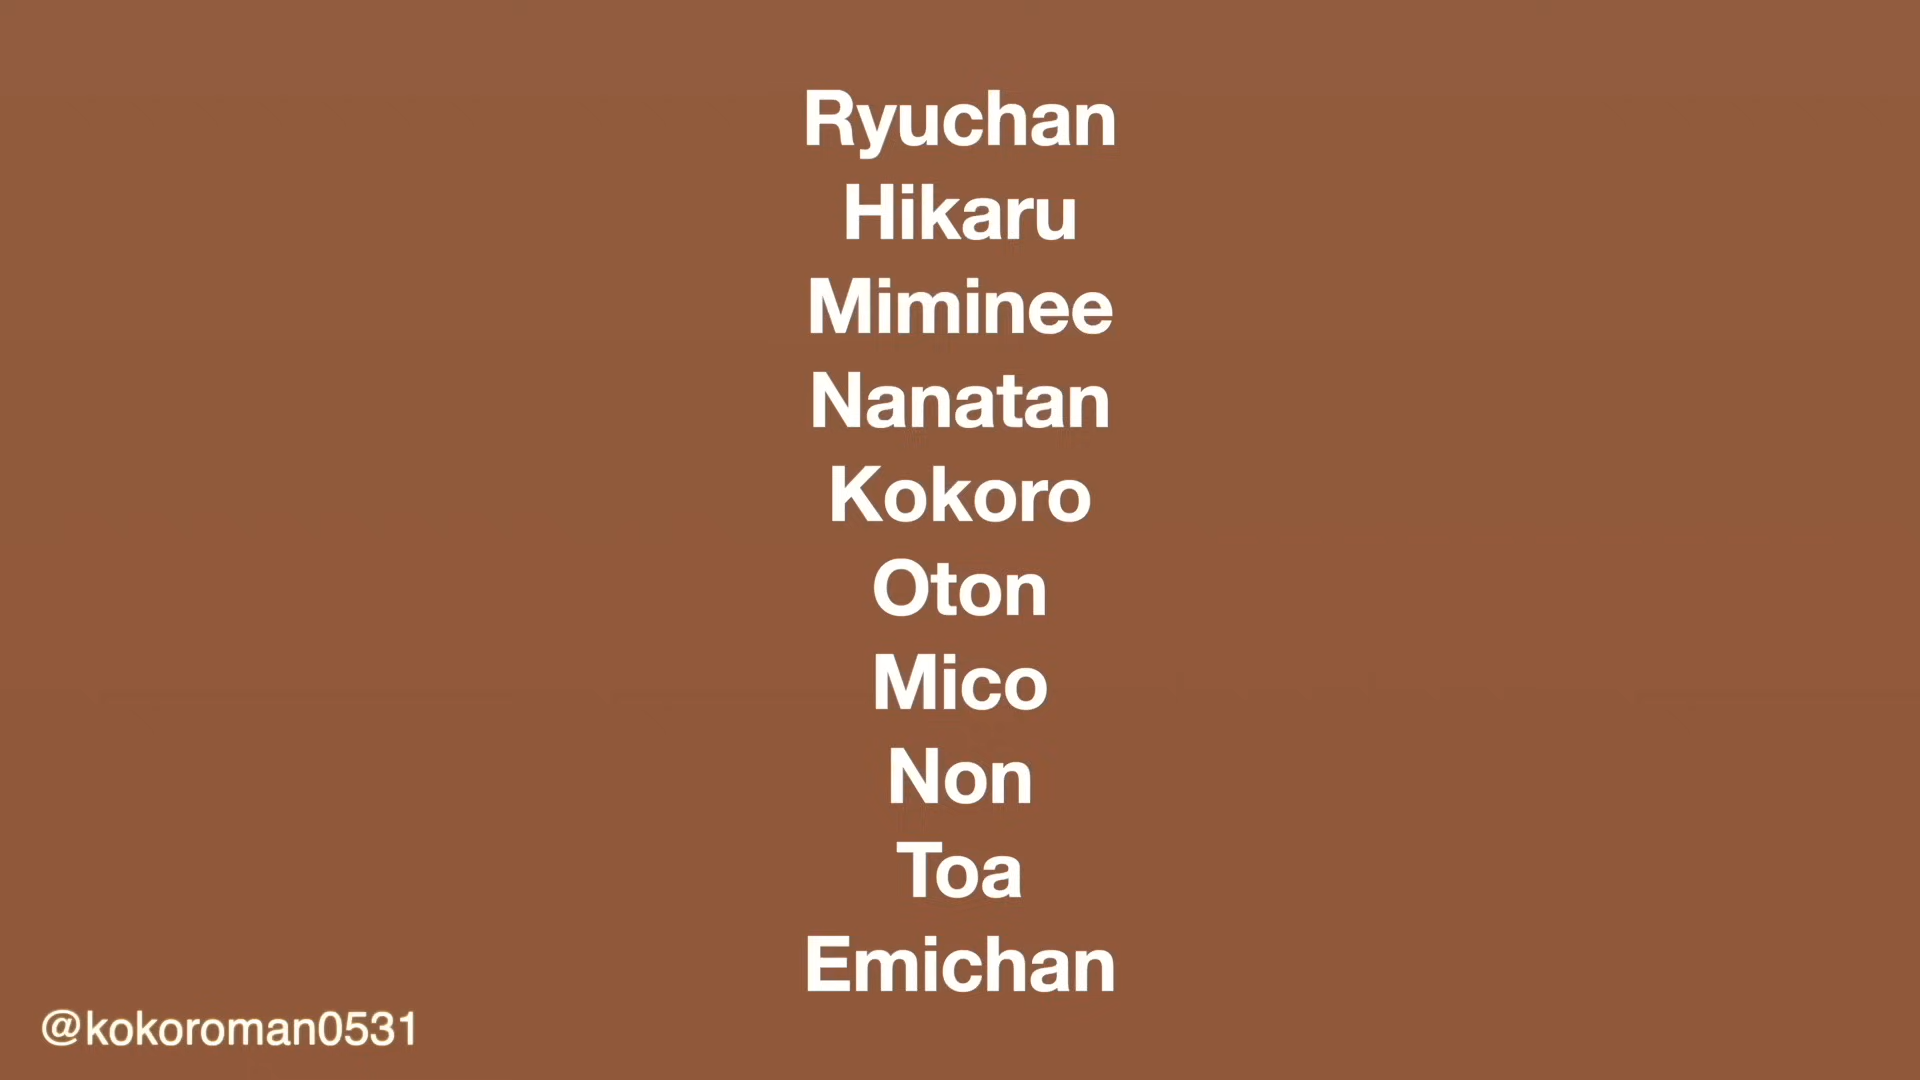 Ryuchan
Hikaru
Miminee
Nanatan
Kokoro
Oton
Mico
Non
Toa
Emichan
@kokoroman0531